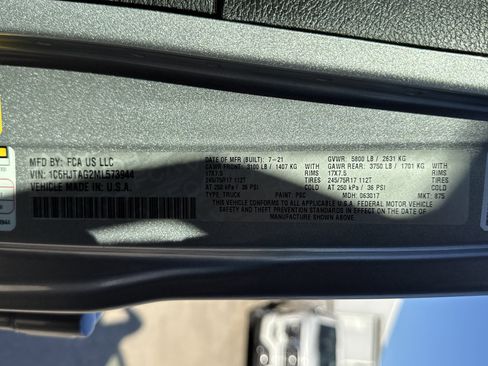 MFD BY: FCA US LLC
VIN: 1C6HJTAG2ML573944
VEHICLE MADE IN U.S.A.
DATE OF MFR (BUILT): 7-21 GVWR: 5800 LB / 2631 KG
GAWR FRONT: 3100 LB / 1407 KG GAWR REAR: 3750 LB / 1701 KG
17X7.5 RIMS 17X7.5 RIMS
245/75R17 112T TIRES 245/75R17 112T TIRES
AT 250 kPa / 36 PSI COLD AT 250 kPa / 36 PSI COLD
TYPE: TRUCK PAINT: PSC MDH: 063017 MKT: 875
THIS VEHICLE CONFORMS TO ALL APPLICABLE U.S.A. FEDERAL MOTOR VEHICLE
SAFETY AND THEFT PREVENTION STANDARDS IN EFFECT ON THE DATE OF
MANUFACTURE SHOWN ABOVE.